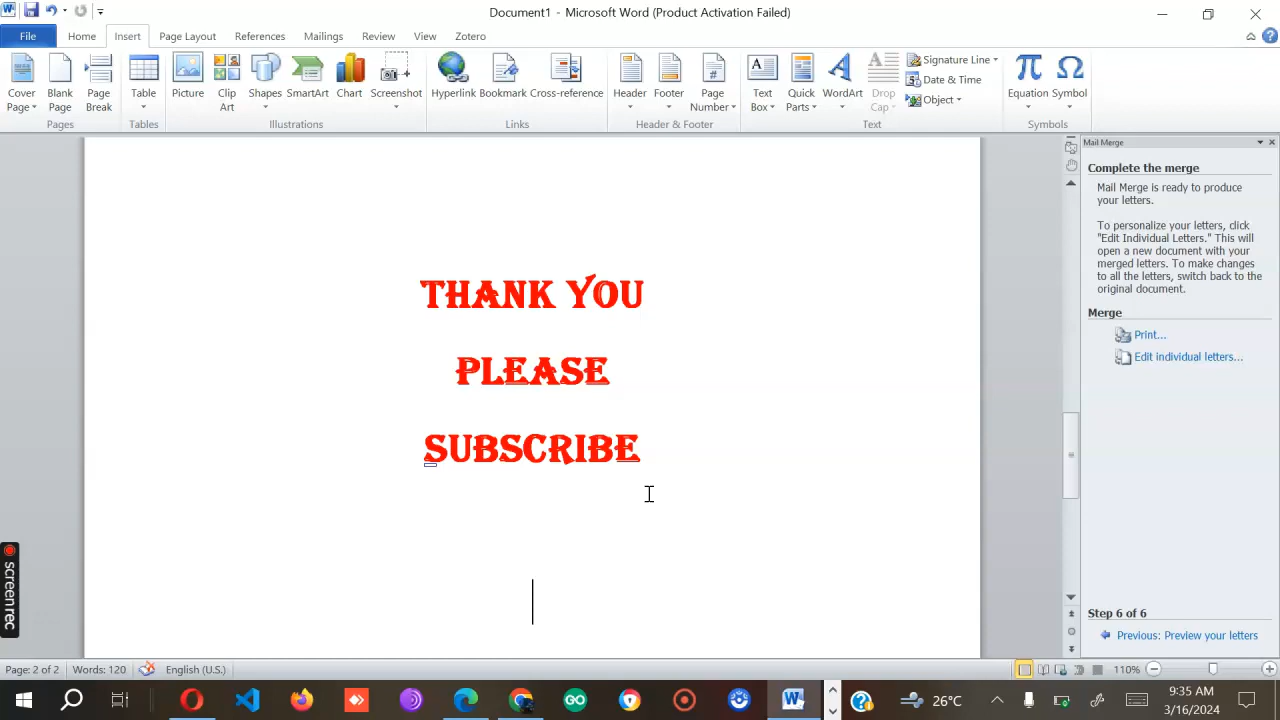 Document1 - Microsoft Word (Product Activation Failed)
File Home Insert Page Layout References Mailings Review View Zotero
Cover Page Blank Page Page Break Table Picture Clip Art Shapes SmartArt Chart Screenshot Hyperlink Bookmark Cross-reference Header Footer Page Number Text Box Quick Parts WordArt Drop Cap Signature Line Date & Time Object Equation Symbol
Pages Tables Illustrations Links Header & Footer Text Symbols
THANK YOU
PLEASE
SUBSCRIBE
Mail Merge
Complete the merge
Mail Merge is ready to produce
your letters.
To personalize your letters, click
"Edit Individual Letters." This will
open a new document with your
merged letters. To make changes
to all the letters, switch back to the
original document.
Merge
Print...
Edit individual letters...
Step 6 of 6
Previous: Preview your letters
screen rec
Page: 2 of 2 Words: 120 English (U.S.) 110%
GO 26°C 9:35 AM
3/16/2024